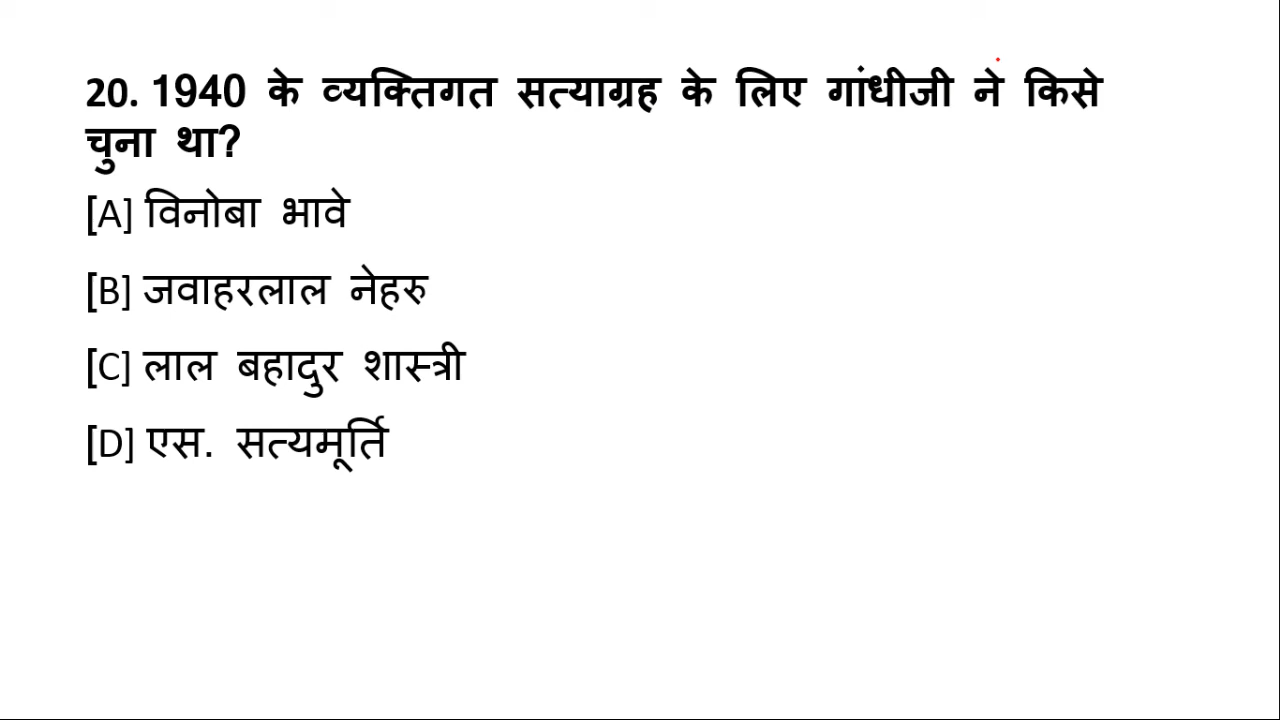 20. 1940 के व्यक्तिगत सत्याग्रह के लिए गांधीजी ने किसे
चुना था?
[A] विनोबा भावे
[B] जवाहरलाल नेहरु
[C] लाल बहादुर शास्त्री
[D] एस. सत्यमूर्ति